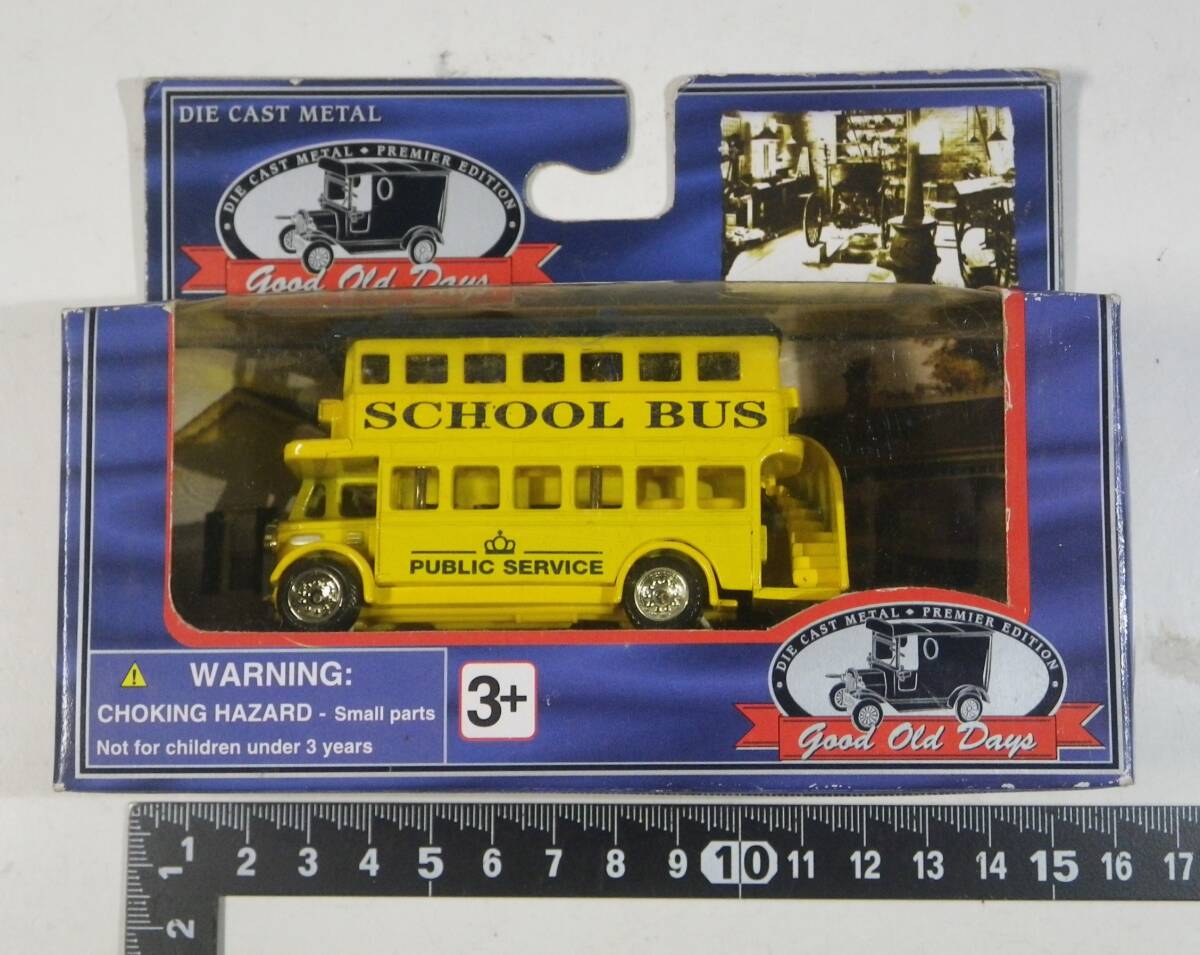 DIE CAST METAL
DIE CAST METAL ◆ PREMIER EDITION
Good Old Days
SCHOOL BUS
PUBLIC SERVICE
DIE CAST METAL ◆ PREMIER EDITION
Good Old Days
WARNING:
CHOKING HAZARD - Small parts
Not for children under 3 years
3+
1 2 3 4 5 6 7 8 9 10 11 12 13 14 15 16 17
2